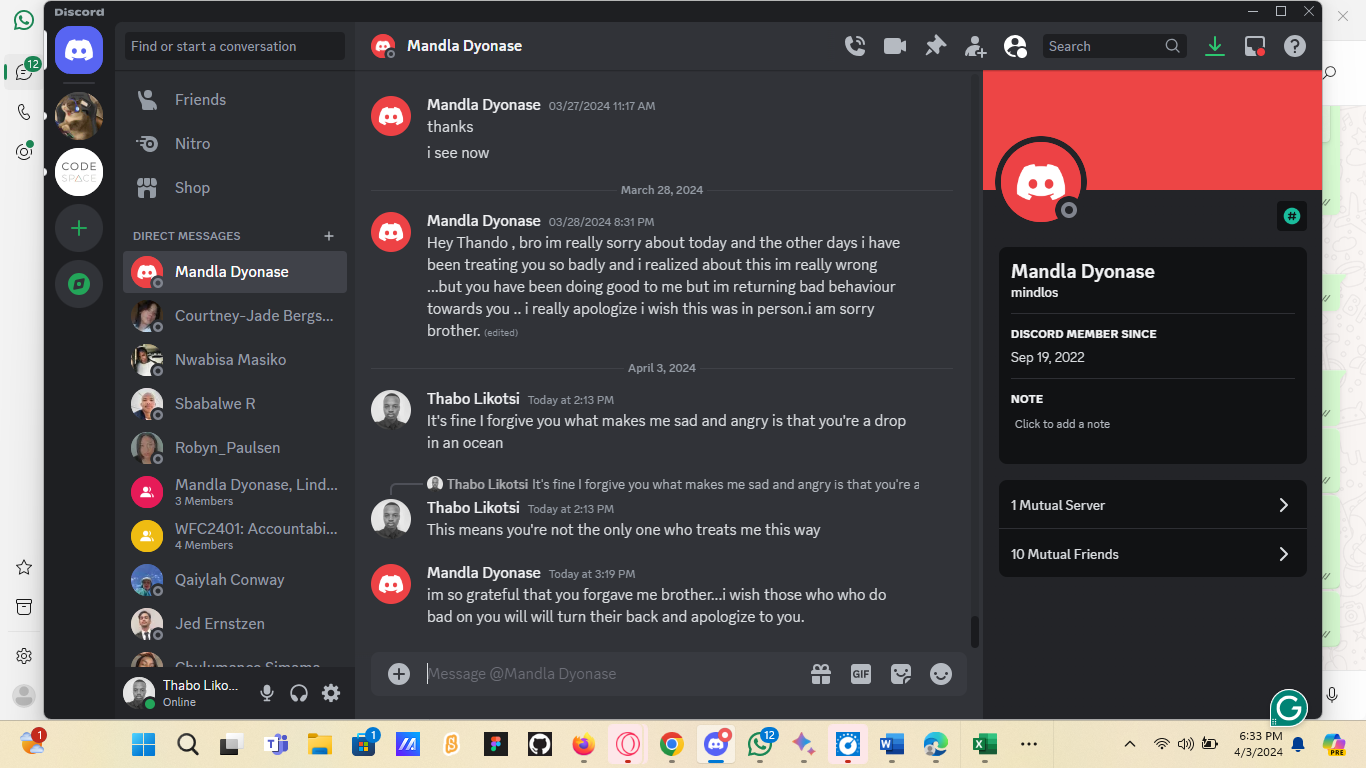 Discord
12
Find or start a conversation
Friends
Nitro
Shop
DIRECT MESSAGES
Mandla Dyonase
Courtney-Jade Bergs...
Nwabisa Masiko
Sbabalwe R
Robyn_Paulsen
Mandla Dyonase, Lind...
3 Members
WFC2401: Accountabi...
4 Members
Qaiylah Conway
Jed Ernstzen
CODE
SPACE
Thabo Liko...
Online
Mandla Dyonase
Search
Mandla Dyonase 03/27/2024 11:17 AM
thanks
i see now
March 28, 2024
Mandla Dyonase 03/28/2024 8:31 PM
Hey Thando , bro im really sorry about today and the other days i have
been treating you so badly and i realized about this im really wrong
...but you have been doing good to me but im returning bad behaviour
towards you .. i really apologize i wish this was in person.i am sorry
brother. (edited)
April 3, 2024
Thabo Likotsi Today at 2:13 PM
It's fine I forgive you what makes me sad and angry is that you're a drop
in an ocean
Thabo Likotsi It's fine I forgive you what makes me sad and angry is that you're a
Thabo Likotsi Today at 2:13 PM
This means you're not the only one who treats me this way
Mandla Dyonase Today at 3:19 PM
im so grateful that you forgave me brother...i wish those who who do
bad on you will will turn their back and apologize to you.
Message @Mandla Dyonase
GIF
Mandla Dyonase
mindlos
DISCORD MEMBER SINCE
Sep 19, 2022
NOTE
Click to add a note
1 Mutual Server
10 Mutual Friends
1
1
12
6:33 PM
4/3/2024
PRE